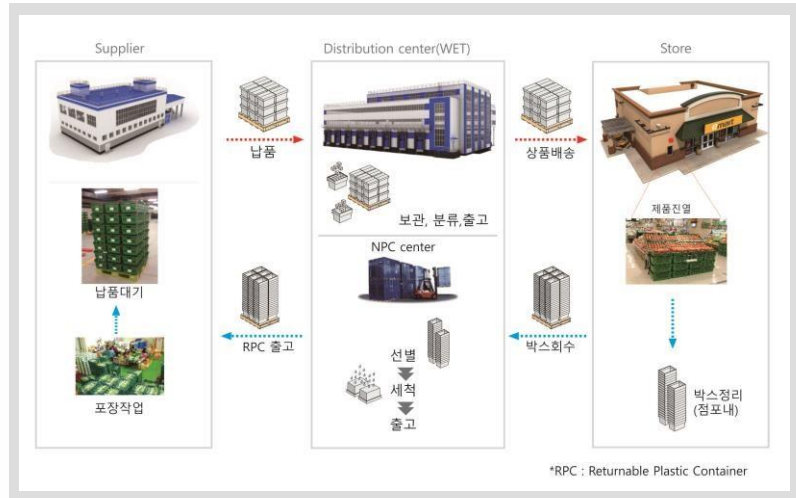 Supplier
Distribution center(WET)
Store
납품
상품배송
보관, 분류,출고
제품진열
NPC center
납품대기
RPC 출고
박스회수
선별
세척
출고
포장작업
박스정리
(점포내)
*RPC : Returnable Plastic Container